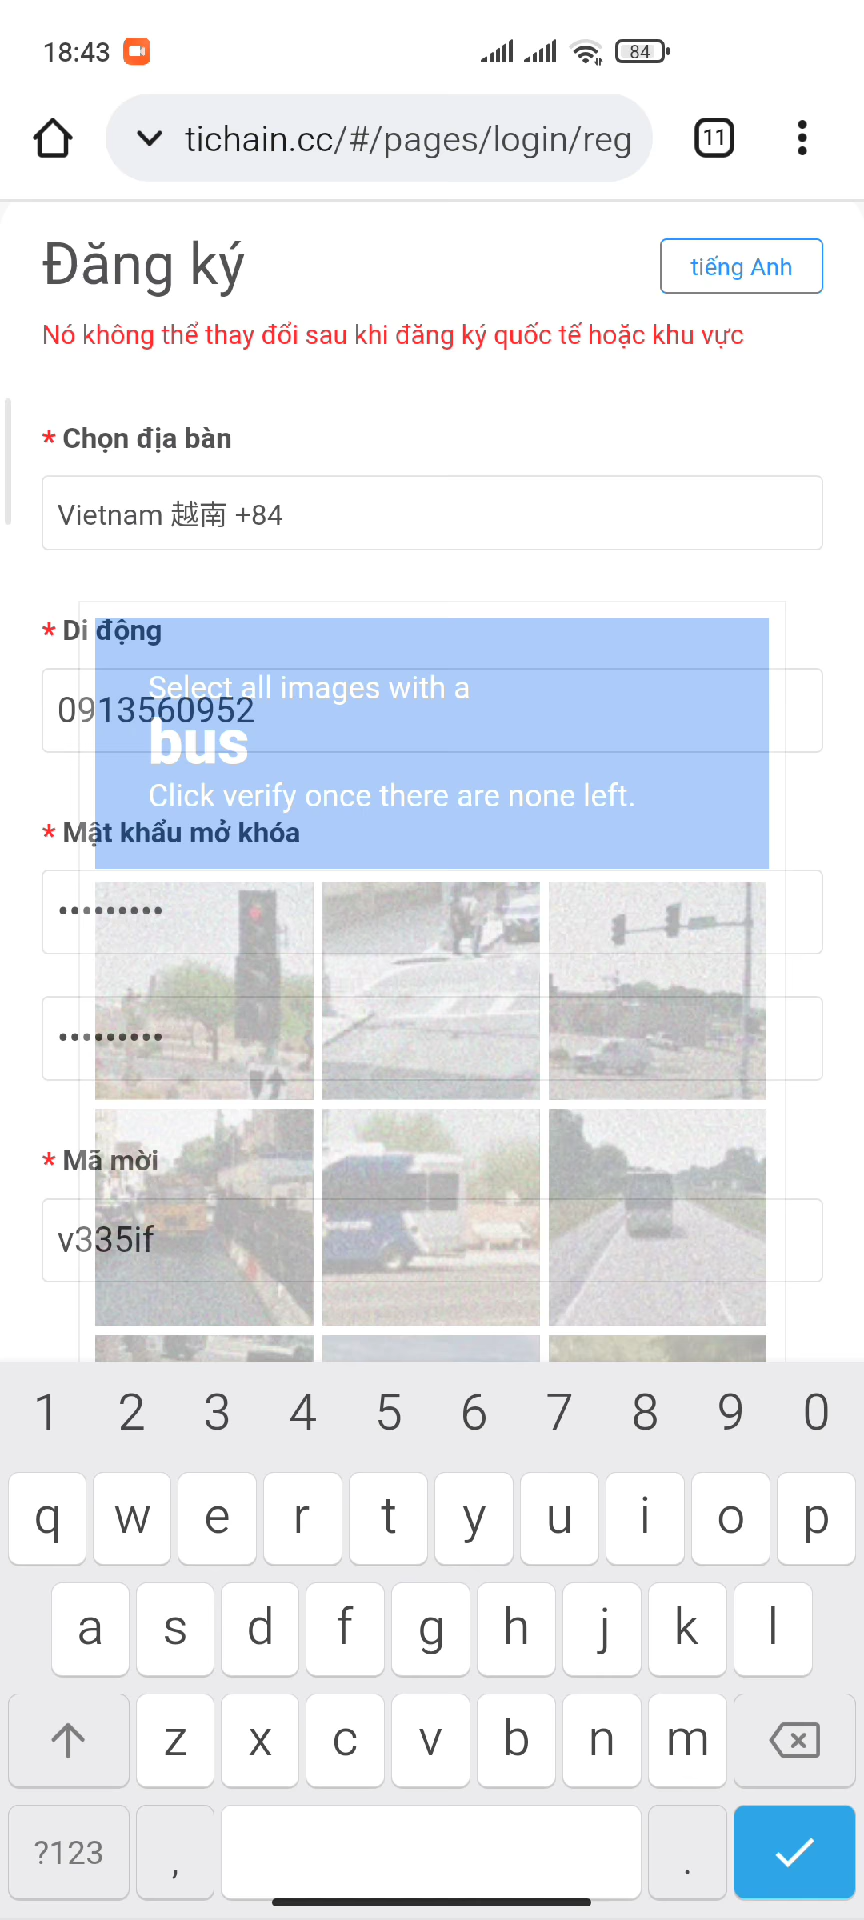 18:43
84
tichain.cc/#/pages/login/reg
11
Đăng ký
tiếng Anh
Nó không thể thay đổi sau khi đăng ký quốc tế hoặc khu vực
* Chọn địa bàn
Vietnam 越南 +84
* Di động
Select all images with a
0913560952
bus
Click verify once there are none left.
* Mật khẩu mở khóa
•••••••••
•••••••••
* Mã mời
v335if
1 2 3 4 5 6 7 8 9 0
q w e r t y u i o p
a s d f g h j k l
z x c v b n m
?123 , .